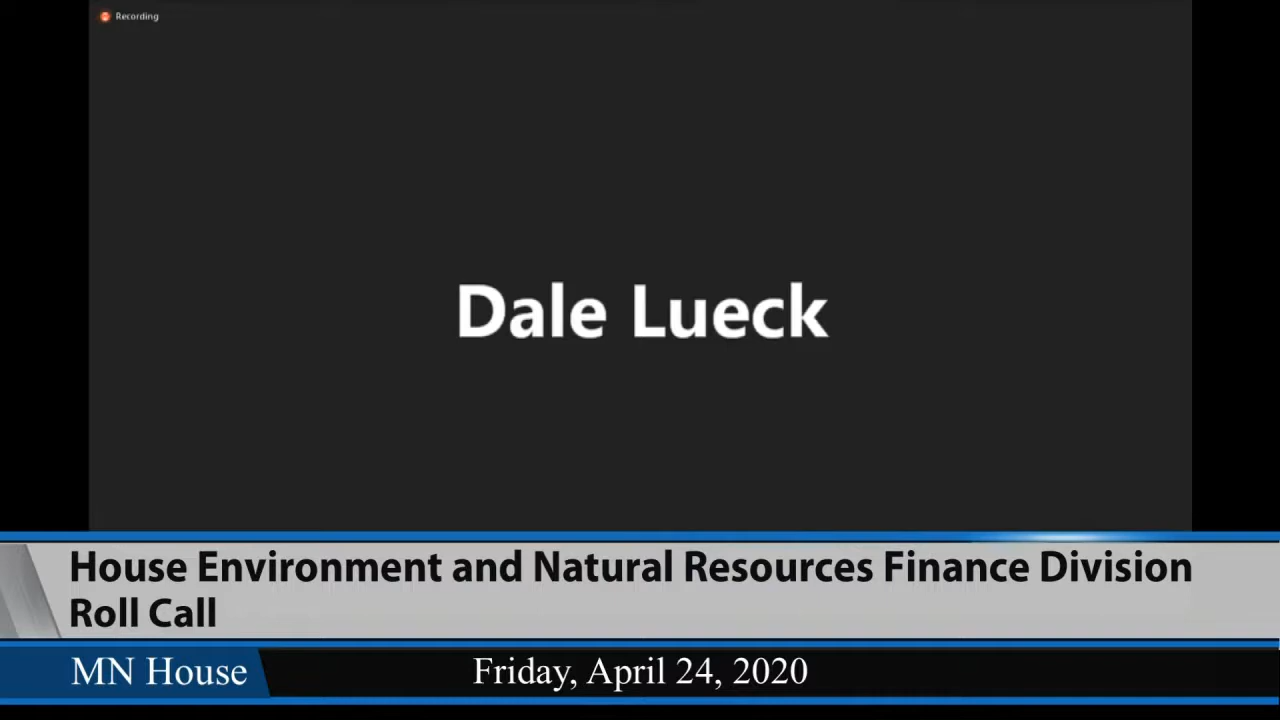 Recording
Dale Lueck
House Environment and Natural Resources Finance Division
Roll Call
MN House
Friday, April 24, 2020